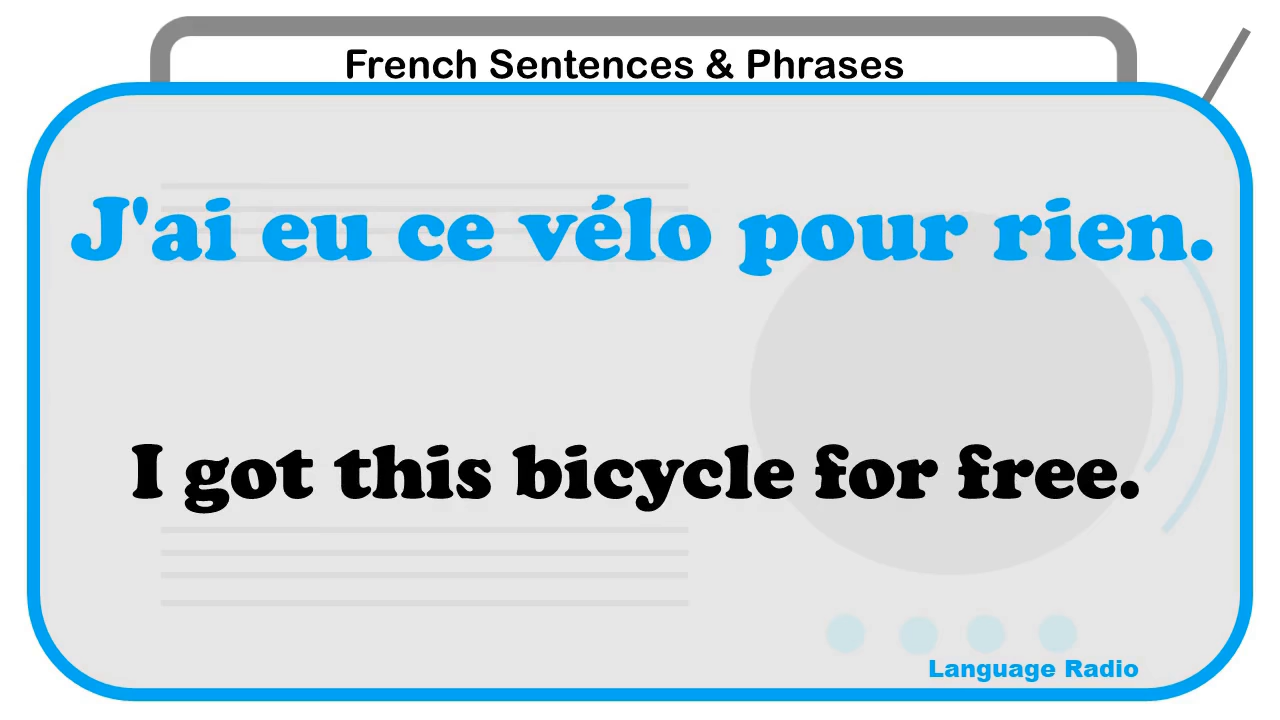 French Sentences & Phrases
J'ai eu ce vélo pour rien.
I got this bicycle for free.
Language Radio